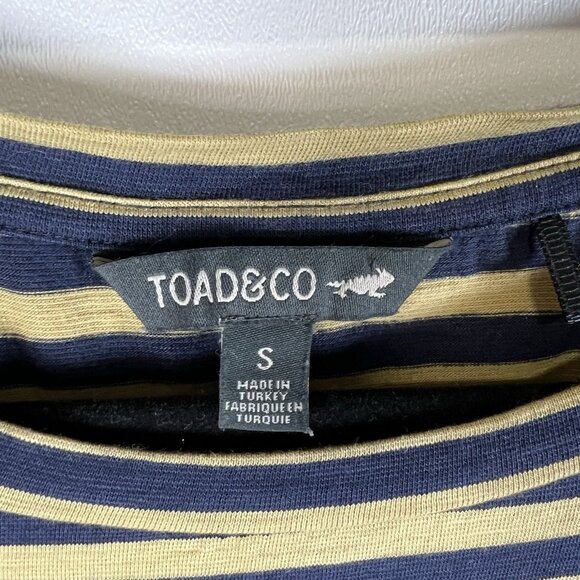 TOAD&CO
S
MADE IN
TURKEY
FABRIQUE EN
TURQUIE